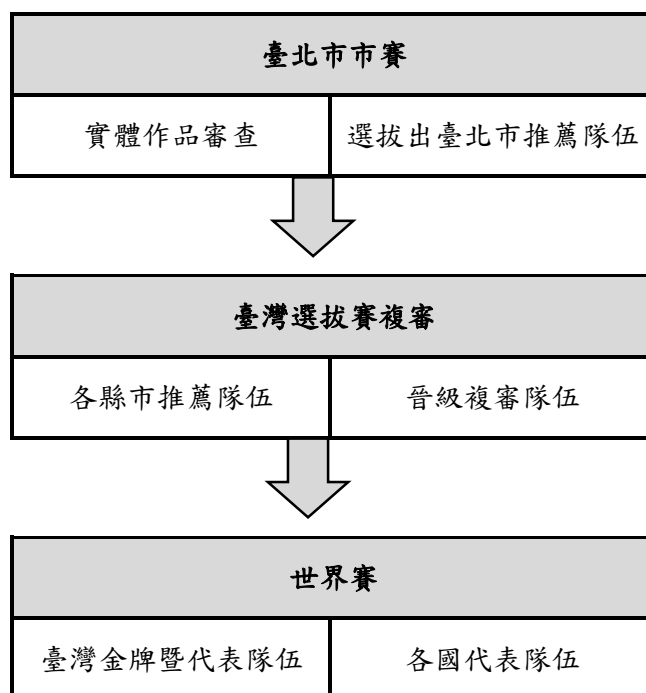 臺北市市賽
實體作品審查 選拔出臺北市推薦隊伍
臺灣選拔賽複審
各縣市推薦隊伍 晉級複審隊伍
世界賽
臺灣金牌暨代表隊伍 各國代表隊伍